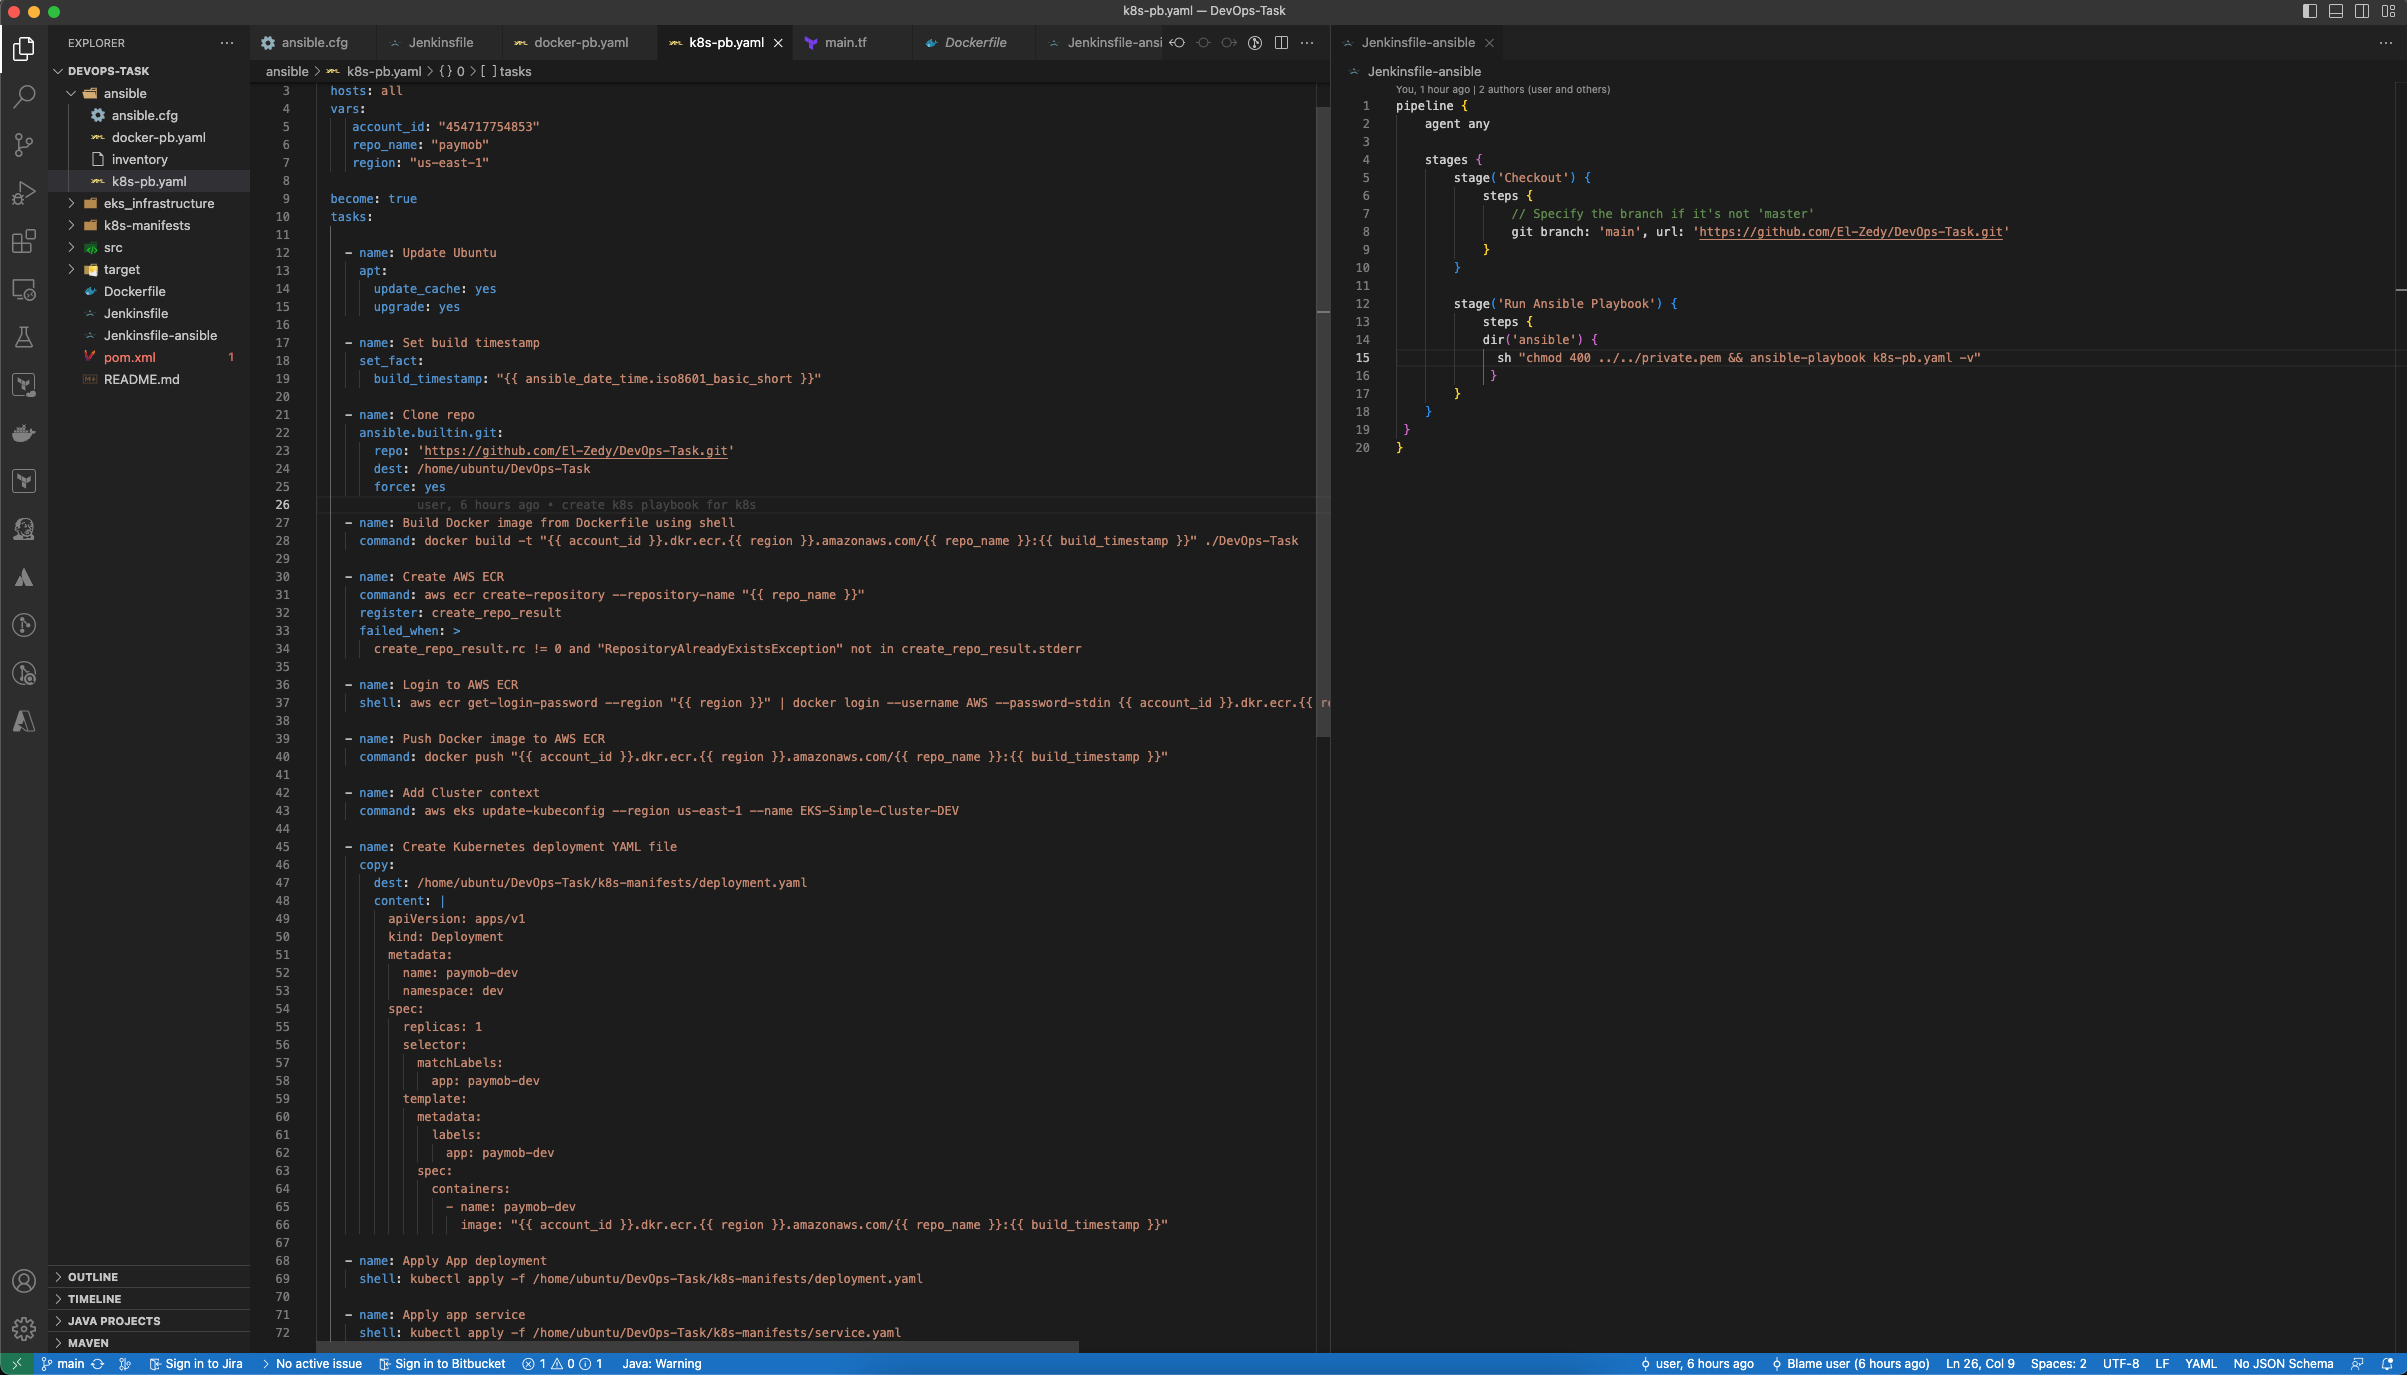 k8s-pb.yaml — DevOps-Task
EXPLORER
DEVOPS-TASK
ansible
ansible.cfg
docker-pb.yaml
inventory
k8s-pb.yaml
eks_infrastructure
k8s-manifests
src
target
Dockerfile
Jenkinsfile
Jenkinsfile-ansible
pom.xml 1
README.md
OUTLINE
TIMELINE
JAVA PROJECTS
MAVEN
ansible.cfg Jenkinsfile docker-pb.yaml k8s-pb.yaml main.tf Dockerfile Jenkinsfile-ansi
ansible > k8s-pb.yaml > {} 0 > [ ] tasks
3 hosts: all
4 vars:
5 account_id: "454717754853"
6 repo_name: "paymob"
7 region: "us-east-1"
8
9 become: true
10 tasks:
11
12 - name: Update Ubuntu
13 apt:
14 update_cache: yes
15 upgrade: yes
16
17 - name: Set build timestamp
18 set_fact:
19 build_timestamp: "{{ ansible_date_time.iso8601_basic_short }}"
20
21 - name: Clone repo
22 ansible.builtin.git:
23 repo: 'https://github.com/El-Zedy/DevOps-Task.git'
24 dest: /home/ubuntu/DevOps-Task
25 force: yes
26 user, 6 hours ago • create k8s playbook for k8s
27 - name: Build Docker image from Dockerfile using shell
28 command: docker build -t "{{ account_id }}.dkr.ecr.{{ region }}.amazonaws.com/{{ repo_name }}:{{ build_timestamp }}" ./DevOps-Task
29
30 - name: Create AWS ECR
31 command: aws ecr create-repository --repository-name "{{ repo_name }}"
32 register: create_repo_result
33 failed_when: >
34 create_repo_result.rc != 0 and "RepositoryAlreadyExistsException" not in create_repo_result.stderr
35
36 - name: Login to AWS ECR
37 shell: aws ecr get-login-password --region "{{ region }}" | docker login --username AWS --password-stdin {{ account_id }}.dkr.ecr.{{ re
38
39 - name: Push Docker image to AWS ECR
40 command: docker push "{{ account_id }}.dkr.ecr.{{ region }}.amazonaws.com/{{ repo_name }}:{{ build_timestamp }}"
41
42 - name: Add Cluster context
43 command: aws eks update-kubeconfig --region us-east-1 --name EKS-Simple-Cluster-DEV
44
45 - name: Create Kubernetes deployment YAML file
46 copy:
47 dest: /home/ubuntu/DevOps-Task/k8s-manifests/deployment.yaml
48 content: |
49 apiVersion: apps/v1
50 kind: Deployment
51 metadata:
52 name: paymob-dev
53 namespace: dev
54 spec:
55 replicas: 1
56 selector:
57 matchLabels:
58 app: paymob-dev
59 template:
60 metadata:
61 labels:
62 app: paymob-dev
63 spec:
64 containers:
65 - name: paymob-dev
66 image: "{{ account_id }}.dkr.ecr.{{ region }}.amazonaws.com/{{ repo_name }}:{{ build_timestamp }}"
67
68 - name: Apply App deployment
69 shell: kubectl apply -f /home/ubuntu/DevOps-Task/k8s-manifests/deployment.yaml
70
71 - name: Apply app service
72 shell: kubectl apply -f /home/ubuntu/DevOps-Task/k8s-manifests/service.yaml
Jenkinsfile-ansible
Jenkinsfile-ansible
You, 1 hour ago | 2 authors (user and others)
1 pipeline {
2 agent any
3
4 stages {
5 stage('Checkout') {
6 steps {
7 // Specify the branch if it's not 'master'
8 git branch: 'main', url: 'https://github.com/El-Zedy/DevOps-Task.git'
9 }
10 }
11
12 stage('Run Ansible Playbook') {
13 steps {
14 dir('ansible') {
15 sh "chmod 400 ../../private.pem && ansible-playbook k8s-pb.yaml -v"
16 }
17 }
18 }
19 }
20 }
main Sign in to Jira > No active issue Sign in to Bitbucket 1 0 1 Java: Warning user, 6 hours ago Blame user (6 hours ago) Ln 26, Col 9 Spaces: 2 UTF-8 LF YAML No JSON Schema